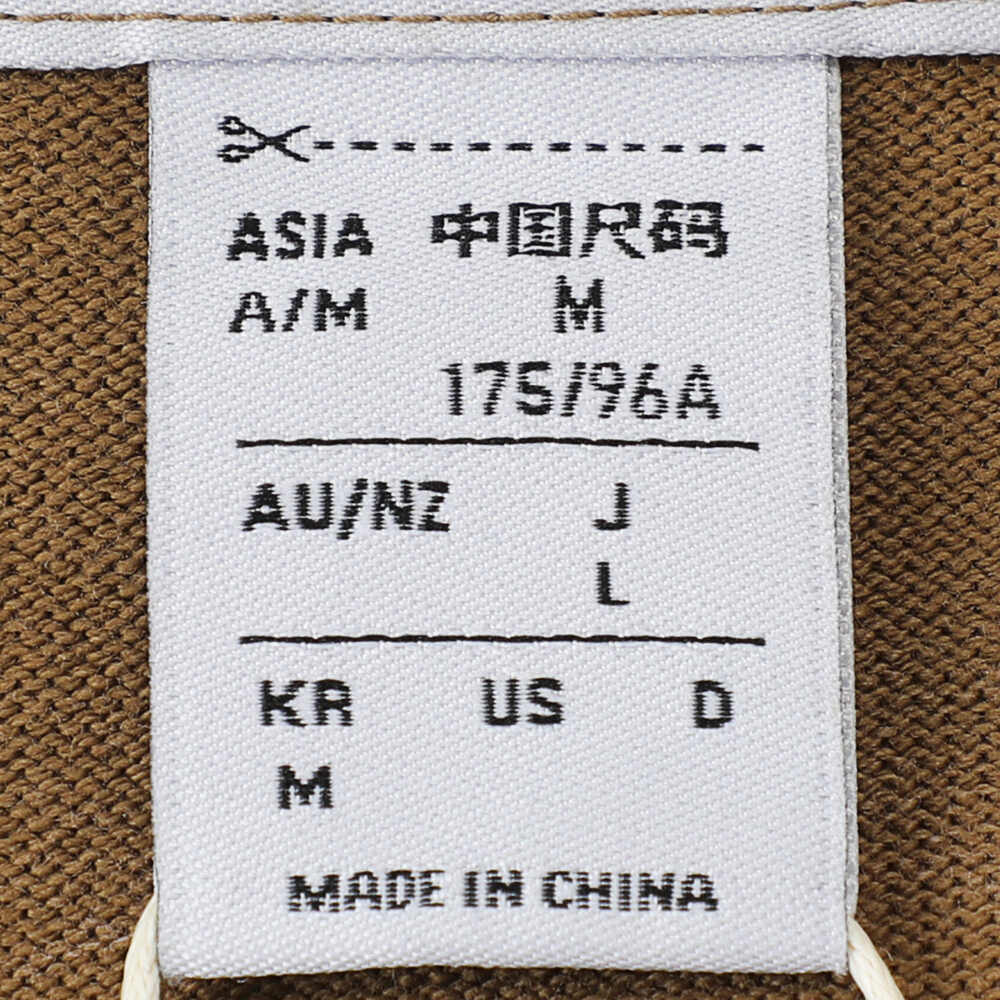 ASIA 中国尺码
A/M M
175/96A
AU/NZ J
L
KR US D
M
MADE IN CHINA